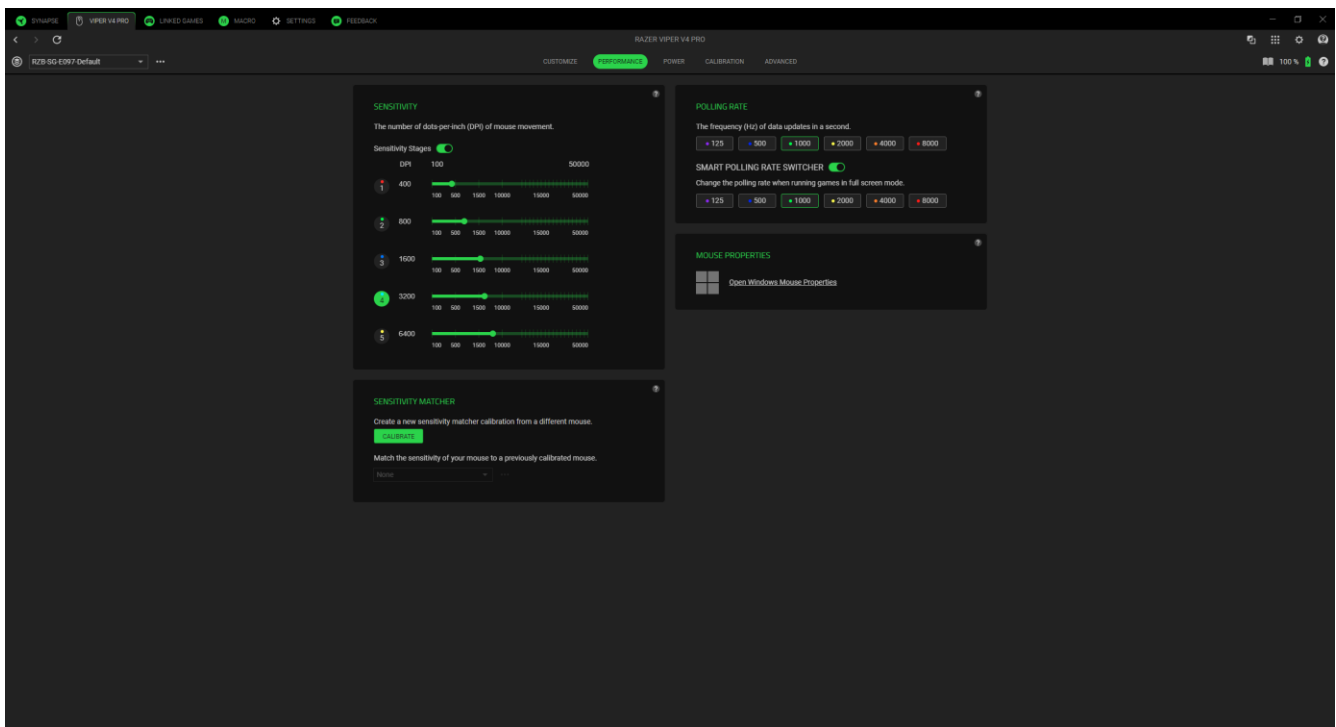 SYNAPSE VIPER V4 PRO LINKED GAMES MACRO SETTINGS FEEDBACK
RAZER VIPER V4 PRO
RZB-SG-E097-Default CUSTOMIZE PERFORMANCE POWER CALIBRATION ADVANCED 100 %
SENSITIVITY
The number of dots-per-inch (DPI) of mouse movement.
Sensitivity Stages
DPI 100 50000
1 400
100 500 1500 10000 15000 50000
2 800
100 500 1500 10000 15000 50000
3 1600
100 500 1500 10000 15000 50000
4 3200
100 500 1500 10000 15000 50000
5 6400
100 500 1500 10000 15000 50000
SENSITIVITY MATCHER
Create a new sensitivity matcher calibration from a different mouse.
CALIBRATE
Match the sensitivity of your mouse to a previously calibrated mouse.
None
POLLING RATE
The frequency (Hz) of data updates in a second.
125 500 1000 2000 4000 8000
SMART POLLING RATE SWITCHER
Change the polling rate when running games in full screen mode.
125 500 1000 2000 4000 8000
MOUSE PROPERTIES
Open Windows Mouse Properties